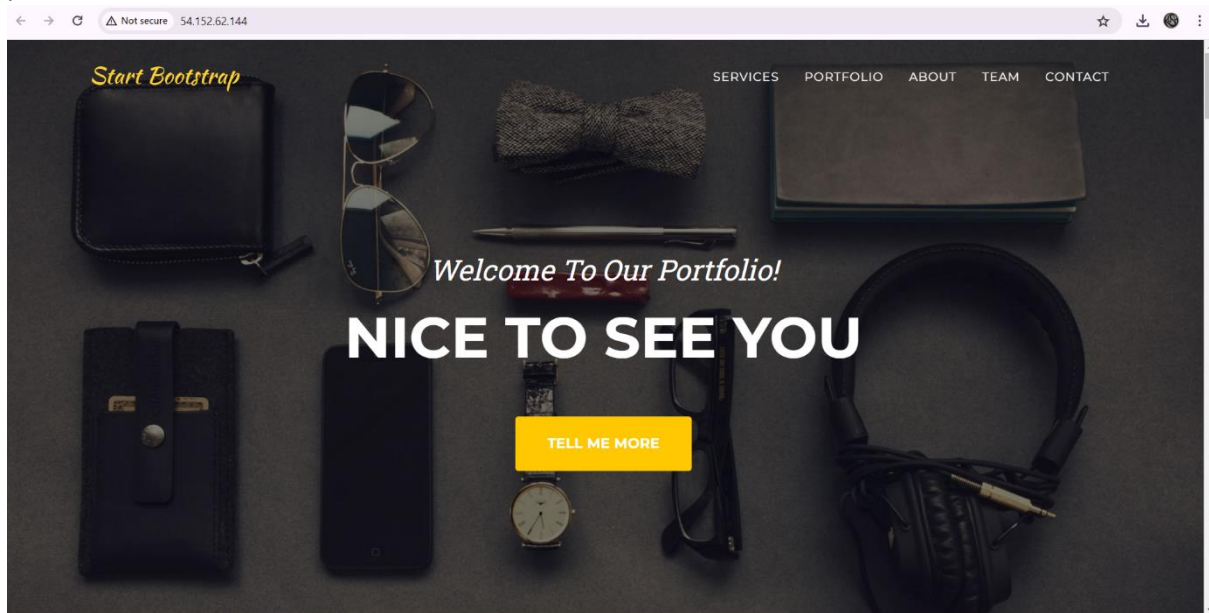 Not secure 54.152.62.144
Start Bootstrap SERVICES PORTFOLIO ABOUT TEAM CONTACT
Welcome To Our Portfolio!
NICE TO SEE YOU
TELL ME MORE